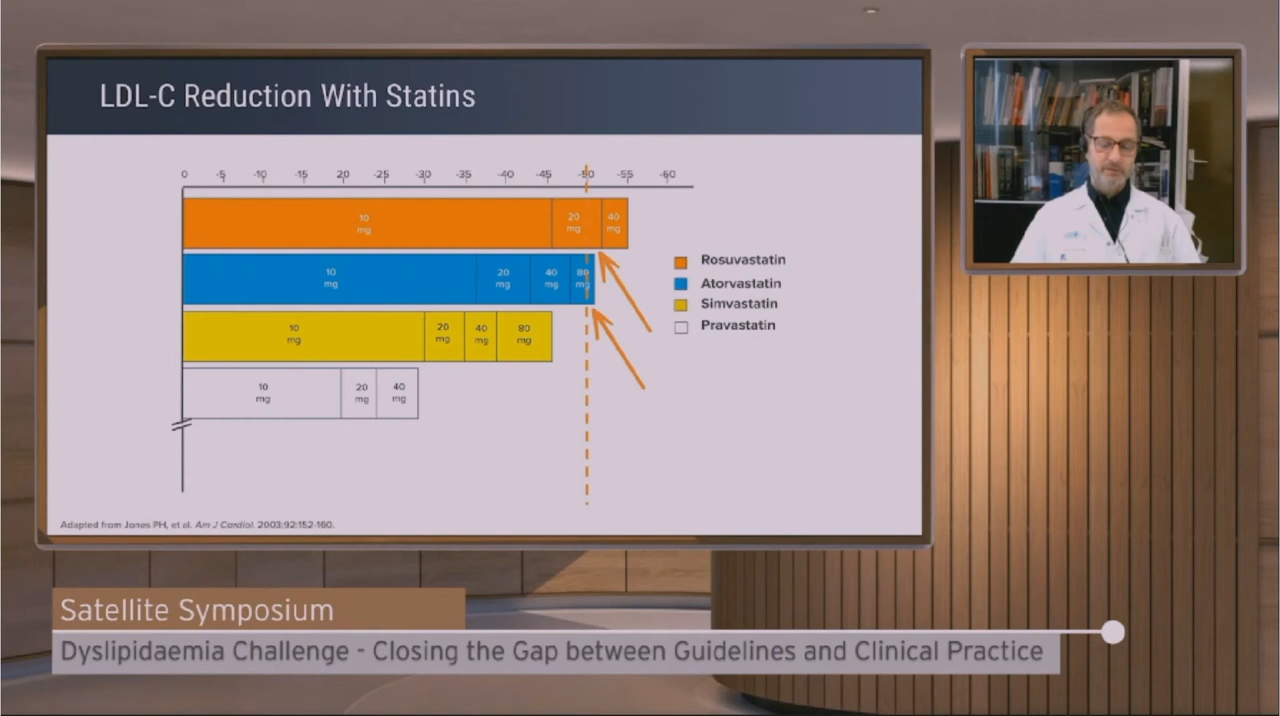 LDL-C Reduction With Statins
0 -5 -10 -15 20 -25 -30 -35 -40 -45 -50 -55 -60
10 mg 20 mg 40 mg
10 mg 20 mg 40 mg 80 mg
10 mg 20 mg 40 mg 80 mg
10 mg 20 mg 40 mg
Rosuvastatin
Atorvastatin
Simvastatin
Pravastatin
Adapted from Jones PH, et al. Am J Cardiol. 2003;92:152-160.
Satellite Symposium
Dyslipidaemia Challenge - Closing the Gap between Guidelines and Clinical Practice